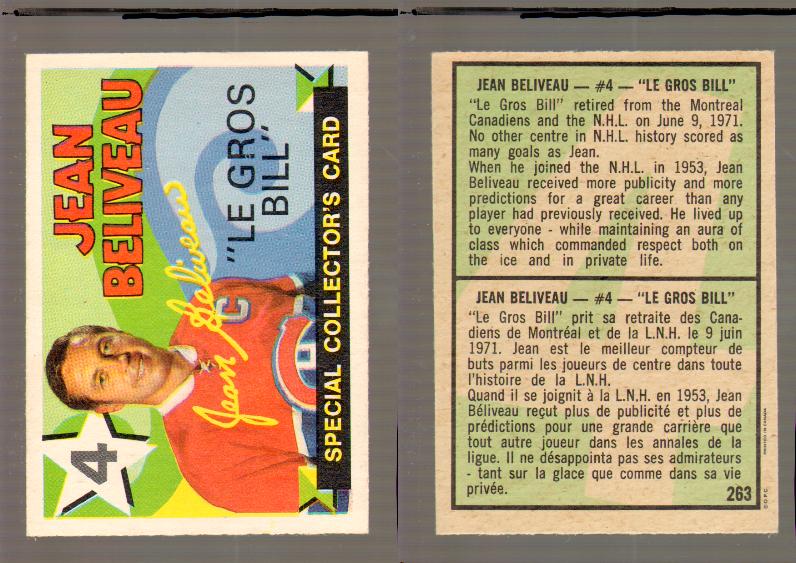 JEAN
BELIVEAU
"LE GROS
BILL"
4
Jean Beliveau
C
SPECIAL COLLECTOR'S CARD
JEAN BELIVEAU — #4 — "LE GROS BILL"
"Le Gros Bill" retired from the Montreal
Canadiens and the N.H.L. on June 9, 1971.
No other centre in N.H.L. history scored as
many goals as Jean.
When he joined the N.H.L. in 1953, Jean
Beliveau received more publicity and more
predictions for a great career than any
player had previously received. He lived up
to everyone - while maintaining an aura of
class which commanded respect both on
the ice and in private life.
JEAN BELIVEAU — #4 — "LE GROS BILL"
"Le Gros Bill" prit sa retraite des Cana-
diens de Montréal et de la L.N.H. le 9 juin
1971. Jean est le meilleur compteur de
buts parmi les joueurs de centre dans toute
l'histoire de la L.N.H.
Quand il se joignit à la L.N.H. en 1953, Jean
Béliveau reçut plus de publicité et plus de
prédictions pour une grande carrière que
tout autre joueur dans les annales de la
ligue. Il ne désappointa pas ses admirateurs
- tant sur la glace que comme dans sa vie
privée.
263
© O.P.C. PRINTED IN CANADA